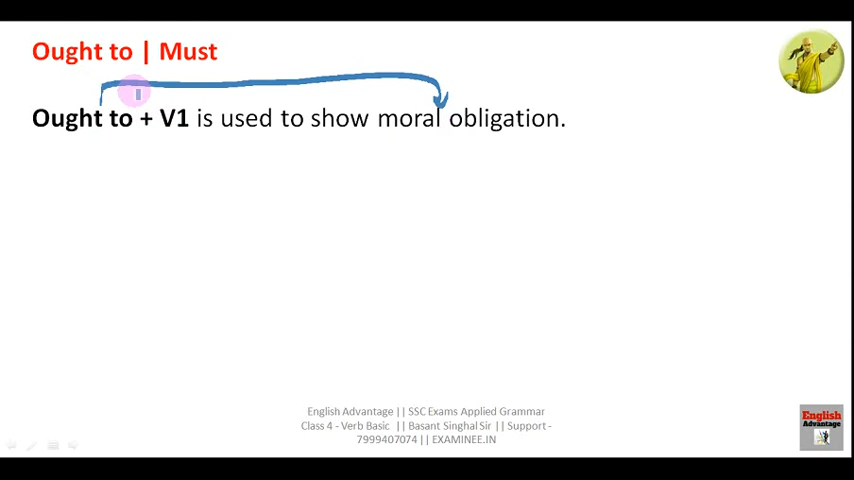 Ought to | Must
Ought to + V1 is used to show moral obligation.
English Advantage || SSC Exams Applied Grammar
Class 4 - Verb Basic || Basant Singhal Sir || Support -
7999407074 || EXAMINEE.IN
English
Advantage